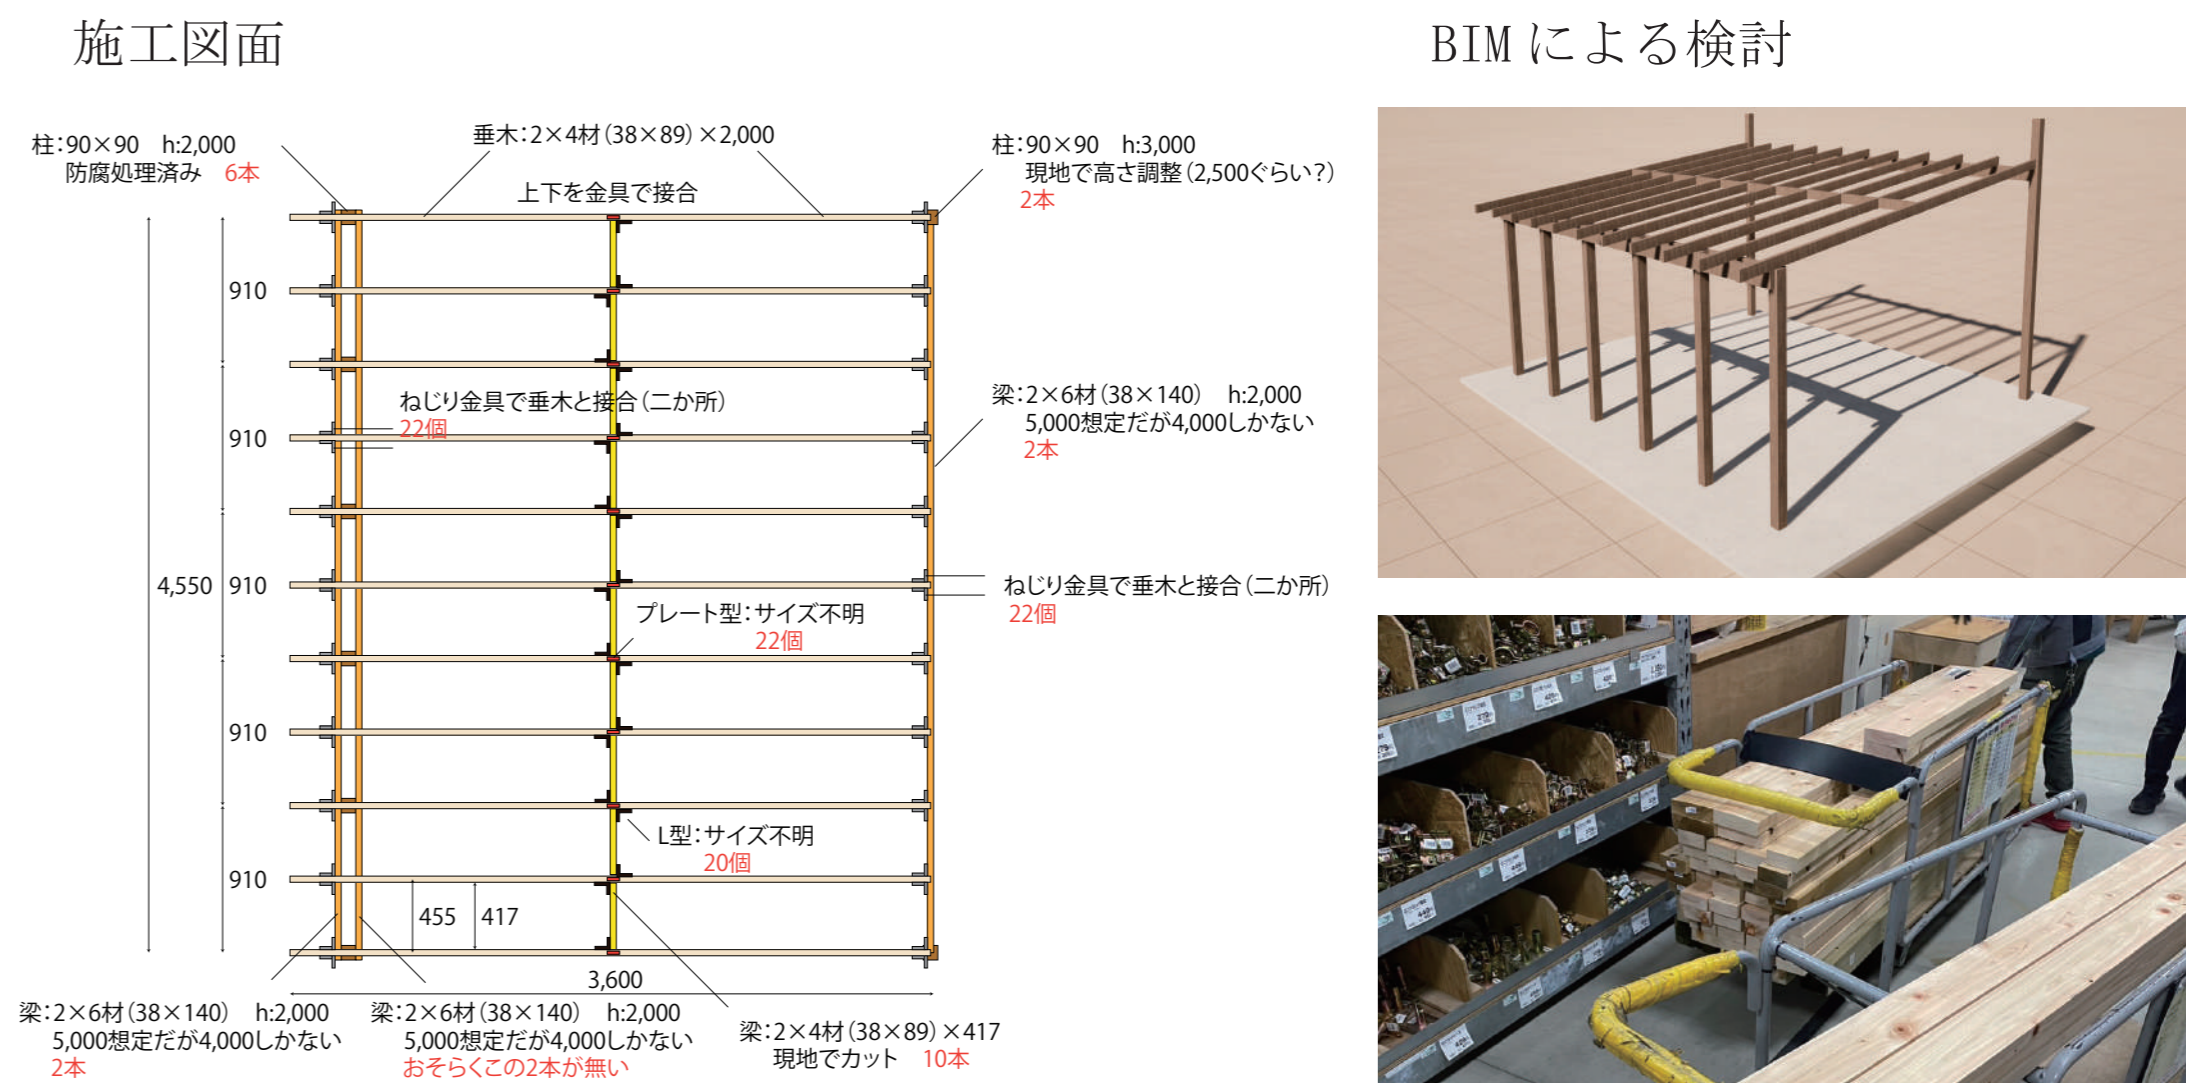 施工図面
BIMによる検討
柱：90×90　h:2,000
防腐処理済み　6本
垂木：2×4材（38×89）×2,000
上下を金具で接合
柱：90×90　h:3,000
現地で高さ調整（2,500ぐらい？）
2本
910
ねじり金具で垂木と接合（二か所）
22個
910
梁：2×6材（38×140）　h:2,000
5,000想定だが4,000しかない
2本
4,550
910
ねじり金具で垂木と接合（二か所）
22個
プレート型：サイズ不明
22個
910
L型：サイズ不明
20個
910
455
417
3,600
梁：2×6材（38×140）　h:2,000
5,000想定だが4,000しかない
2本
梁：2×6材（38×140）　h:2,000
5,000想定だが4,000しかない
おそらくこの2本が無い
梁：2×4材（38×89）×417
現地でカット　10本